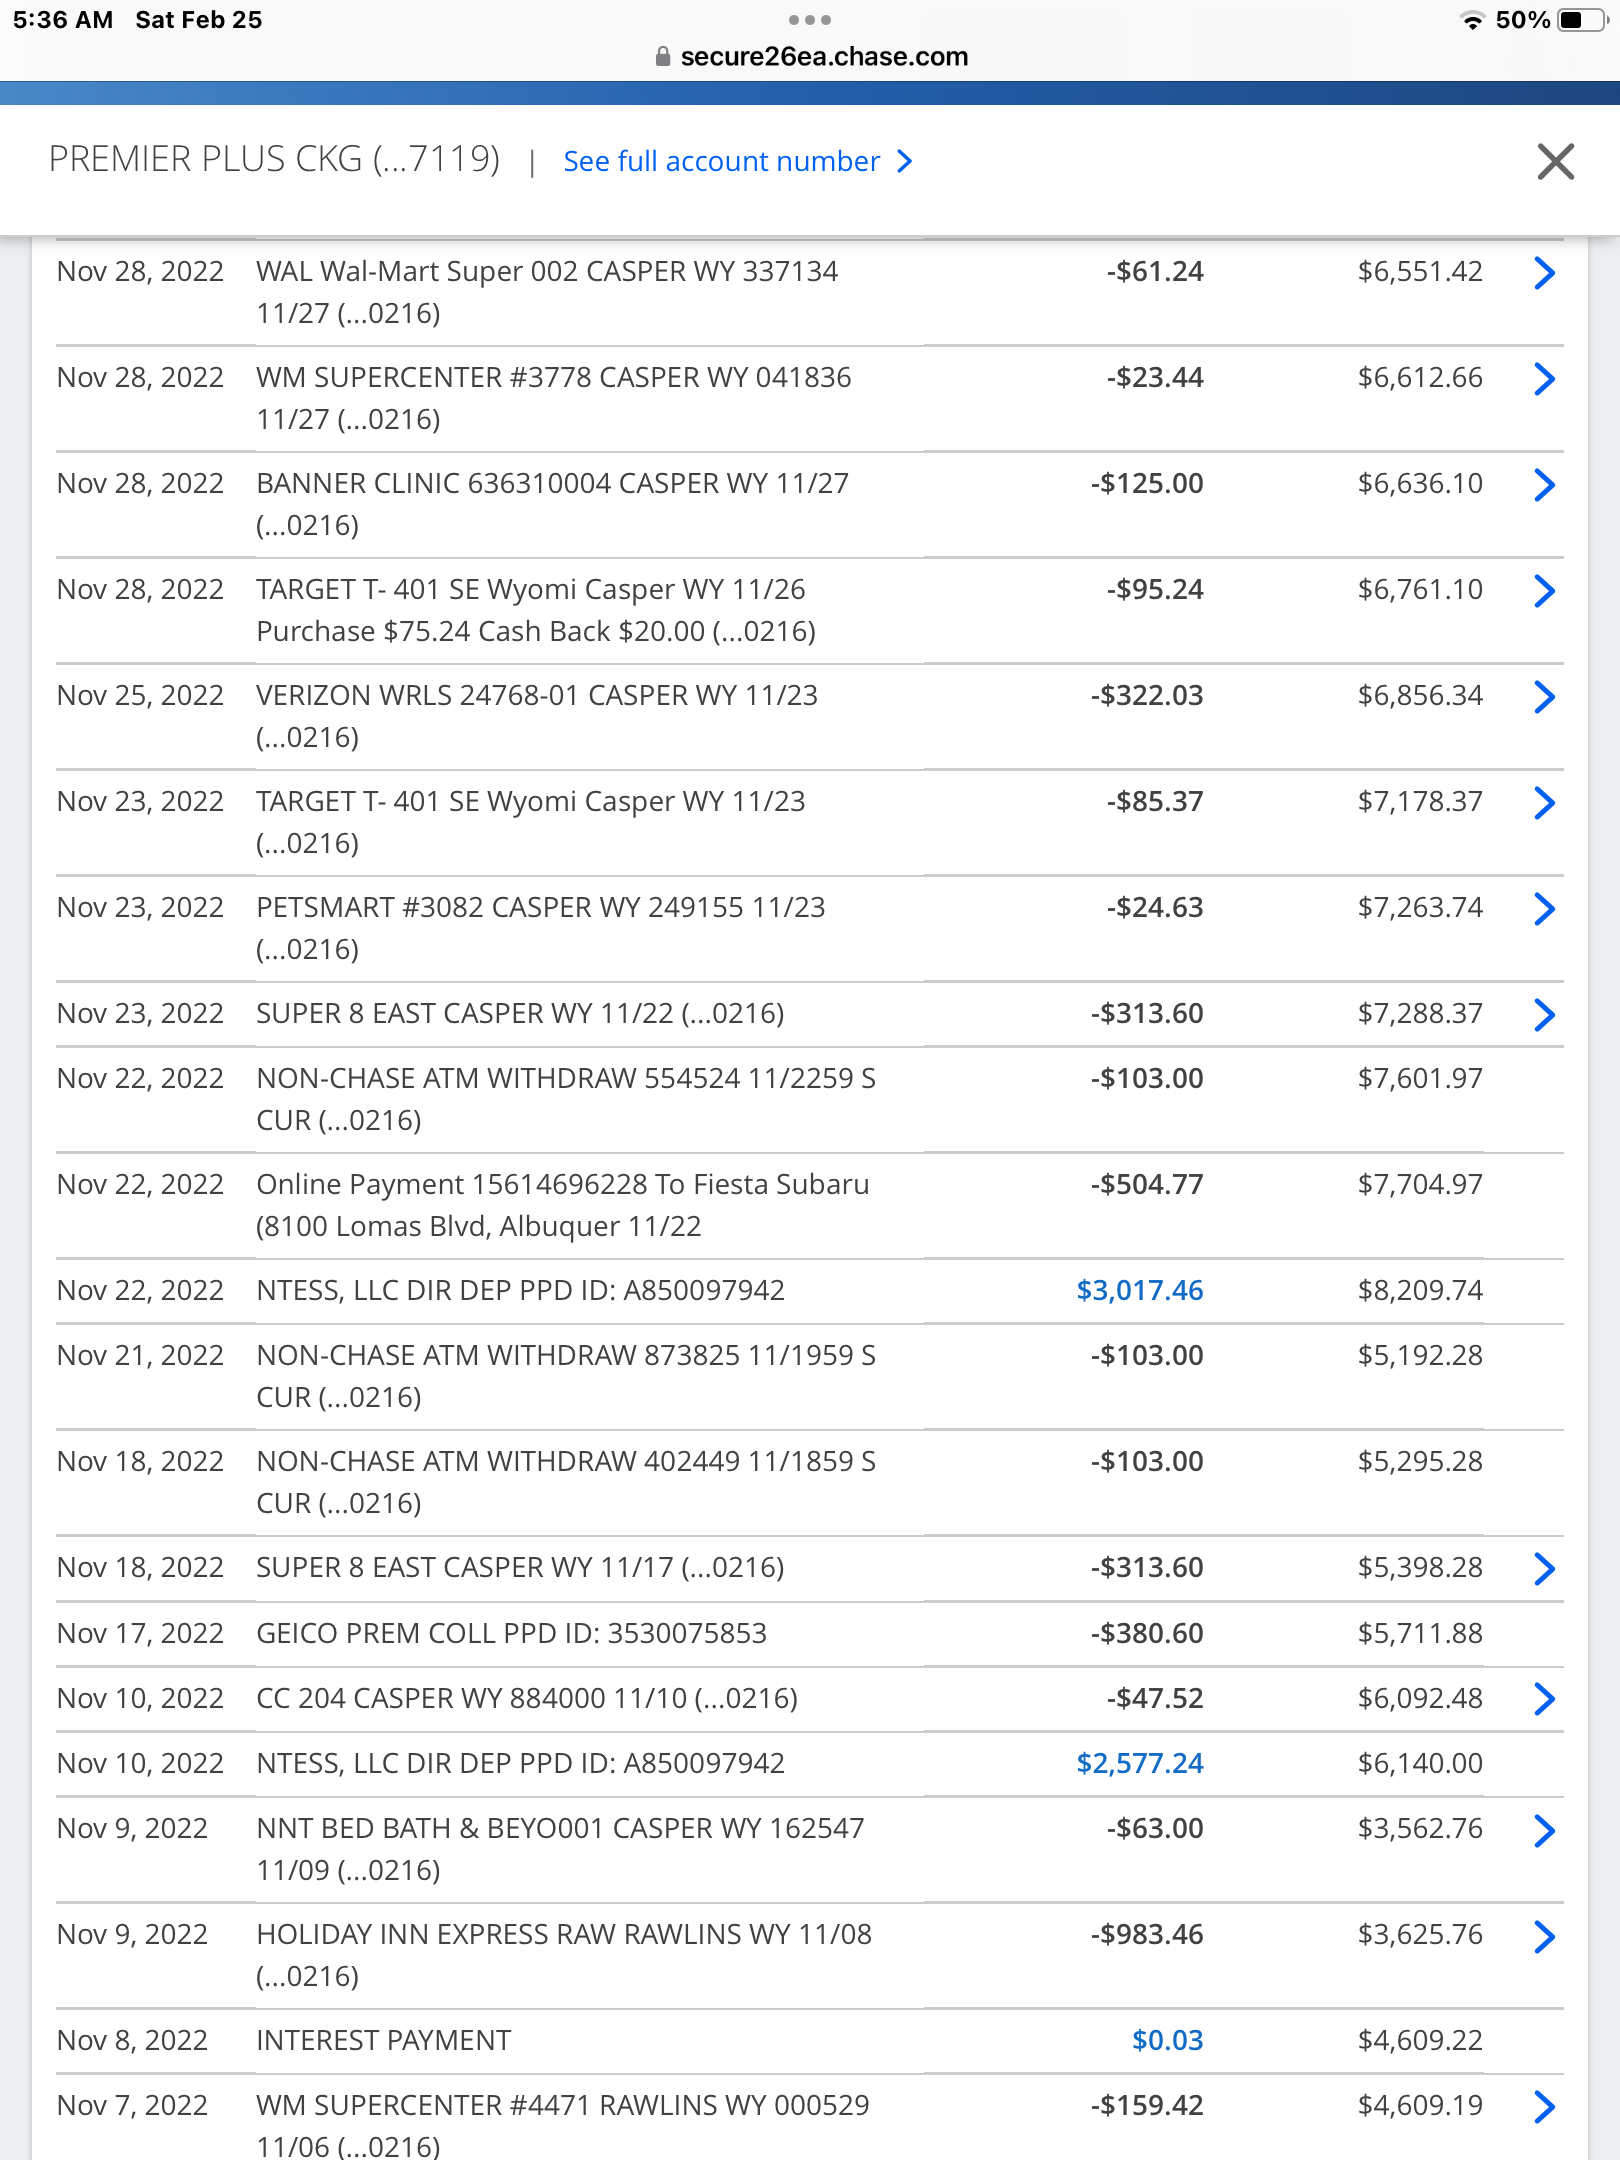 5:36 AM Sat Feb 25
50%
secure26ea.chase.com
PREMIER PLUS CKG (...7119) | See full account number
Nov 28, 2022 WAL Wal-Mart Super 002 CASPER WY 337134 -$61.24 $6,551.42
11/27 (...0216)
Nov 28, 2022 WM SUPERCENTER #3778 CASPER WY 041836 -$23.44 $6,612.66
11/27 (...0216)
Nov 28, 2022 BANNER CLINIC 636310004 CASPER WY 11/27 -$125.00 $6,636.10
(...0216)
Nov 28, 2022 TARGET T- 401 SE Wyomi Casper WY 11/26 -$95.24 $6,761.10
Purchase $75.24 Cash Back $20.00 (...0216)
Nov 25, 2022 VERIZON WRLS 24768-01 CASPER WY 11/23 -$322.03 $6,856.34
(...0216)
Nov 23, 2022 TARGET T- 401 SE Wyomi Casper WY 11/23 -$85.37 $7,178.37
(...0216)
Nov 23, 2022 PETSMART #3082 CASPER WY 249155 11/23 -$24.63 $7,263.74
(...0216)
Nov 23, 2022 SUPER 8 EAST CASPER WY 11/22 (...0216) -$313.60 $7,288.37
Nov 22, 2022 NON-CHASE ATM WITHDRAW 554524 11/2259 S -$103.00 $7,601.97
CUR (...0216)
Nov 22, 2022 Online Payment 15614696228 To Fiesta Subaru -$504.77 $7,704.97
(8100 Lomas Blvd, Albuquer 11/22
Nov 22, 2022 NTESS, LLC DIR DEP PPD ID: A850097942 $3,017.46 $8,209.74
Nov 21, 2022 NON-CHASE ATM WITHDRAW 873825 11/1959 S -$103.00 $5,192.28
CUR (...0216)
Nov 18, 2022 NON-CHASE ATM WITHDRAW 402449 11/1859 S -$103.00 $5,295.28
CUR (...0216)
Nov 18, 2022 SUPER 8 EAST CASPER WY 11/17 (...0216) -$313.60 $5,398.28
Nov 17, 2022 GEICO PREM COLL PPD ID: 3530075853 -$380.60 $5,711.88
Nov 10, 2022 CC 204 CASPER WY 884000 11/10 (...0216) -$47.52 $6,092.48
Nov 10, 2022 NTESS, LLC DIR DEP PPD ID: A850097942 $2,577.24 $6,140.00
Nov 9, 2022 NNT BED BATH & BEYO001 CASPER WY 162547 -$63.00 $3,562.76
11/09 (...0216)
Nov 9, 2022 HOLIDAY INN EXPRESS RAW RAWLINS WY 11/08 -$983.46 $3,625.76
(...0216)
Nov 8, 2022 INTEREST PAYMENT $0.03 $4,609.22
Nov 7, 2022 WM SUPERCENTER #4471 RAWLINS WY 000529 -$159.42 $4,609.19
11/06 (...0216)